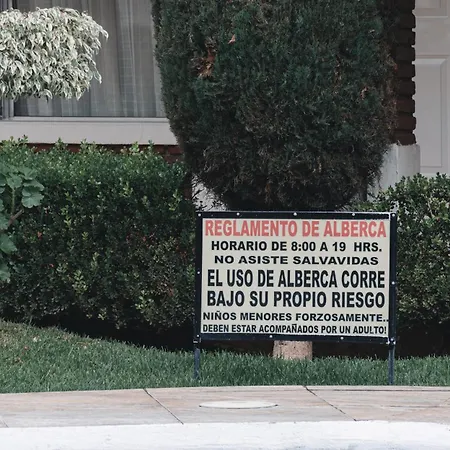 REGLAMENTO DE ALBERCA
HORARIO DE 8:00 A 19 HRS.
NO ASISTE SALVAVIDAS
EL USO DE ALBERCA CORRE
BAJO SU PROPIO RIESGO
NIÑOS MENORES FORZOSAMENTE..
DEBEN ESTAR ACOMPAÑADOS POR UN ADULTO!